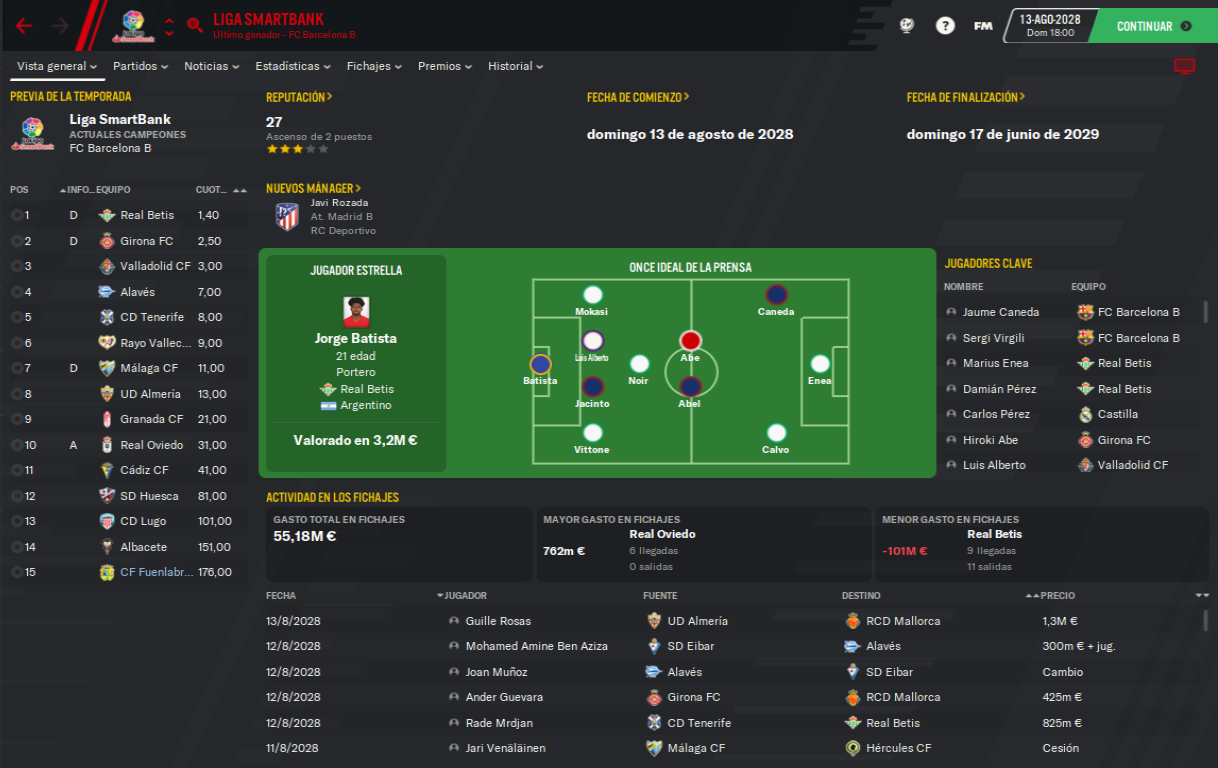 LIGA SMARTBANK
Último ganador - FC Barcelona B
FM
13-AGO-2028
Dom 18:00
CONTINUAR
Vista general
Partidos
Noticias
Estadísticas
Fichajes
Premios
Historial
PREVIA DE LA TEMPORADA
Liga SmartBank
ACTUALES CAMPEONES
FC Barcelona B
REPUTACIÓN
27
Ascenso de 2 puestos
FECHA DE COMIENZO
domingo 13 de agosto de 2028
FECHA DE FINALIZACIÓN
domingo 17 de junio de 2029
NUEVOS MÁNAGER
Javi Rozada
At. Madrid B
RC Deportivo
POS INFO... EQUIPO CUOT...
1 D Real Betis 1,40
2 D Girona FC 2,50
3 Valladolid CF 3,00
4 Alavés 7,00
5 CD Tenerife 8,00
6 Rayo Vallec... 9,00
7 D Málaga CF 11,00
8 UD Almería 13,00
9 Granada CF 21,00
10 A Real Oviedo 31,00
11 Cádiz CF 41,00
12 SD Huesca 81,00
13 CD Lugo 101,00
14 Albacete 151,00
15 CF Fuenlabr... 176,00
JUGADOR ESTRELLA
Jorge Batista
21 edad
Portero
Real Betis
Argentino
Valorado en 3,2M €
ONCE IDEAL DE LA PRENSA
Mokasi
Caneda
Luis Alberto
Abe
Batista
Noir
Enea
Jacinto
Abel
Vittone
Calvo
JUGADORES CLAVE
NOMBRE EQUIPO
Jaume Caneda FC Barcelona B
Sergi Virgili FC Barcelona B
Marius Enea Real Betis
Damián Pérez Real Betis
Carlos Pérez Castilla
Hiroki Abe Girona FC
Luis Alberto Valladolid CF
ACTIVIDAD EN LOS FICHAJES
GASTO TOTAL EN FICHAJES
55,18M €
MAYOR GASTO EN FICHAJES
Real Oviedo
762m €
6 llegadas
0 salidas
MENOR GASTO EN FICHAJES
Real Betis
-101M €
9 llegadas
11 salidas
FECHA JUGADOR FUENTE DESTINO PRECIO
13/8/2028 Guille Rosas UD Almería RCD Mallorca 1,3M €
12/8/2028 Mohamed Amine Ben Aziza SD Eibar Alavés 300m € + jug.
12/8/2028 Joan Muñoz Alavés SD Eibar Cambio
12/8/2028 Ander Guevara Girona FC RCD Mallorca 425m €
12/8/2028 Rade Mrdjan CD Tenerife Real Betis 825m €
11/8/2028 Jari Venäläinen Málaga CF Hércules CF Cesión